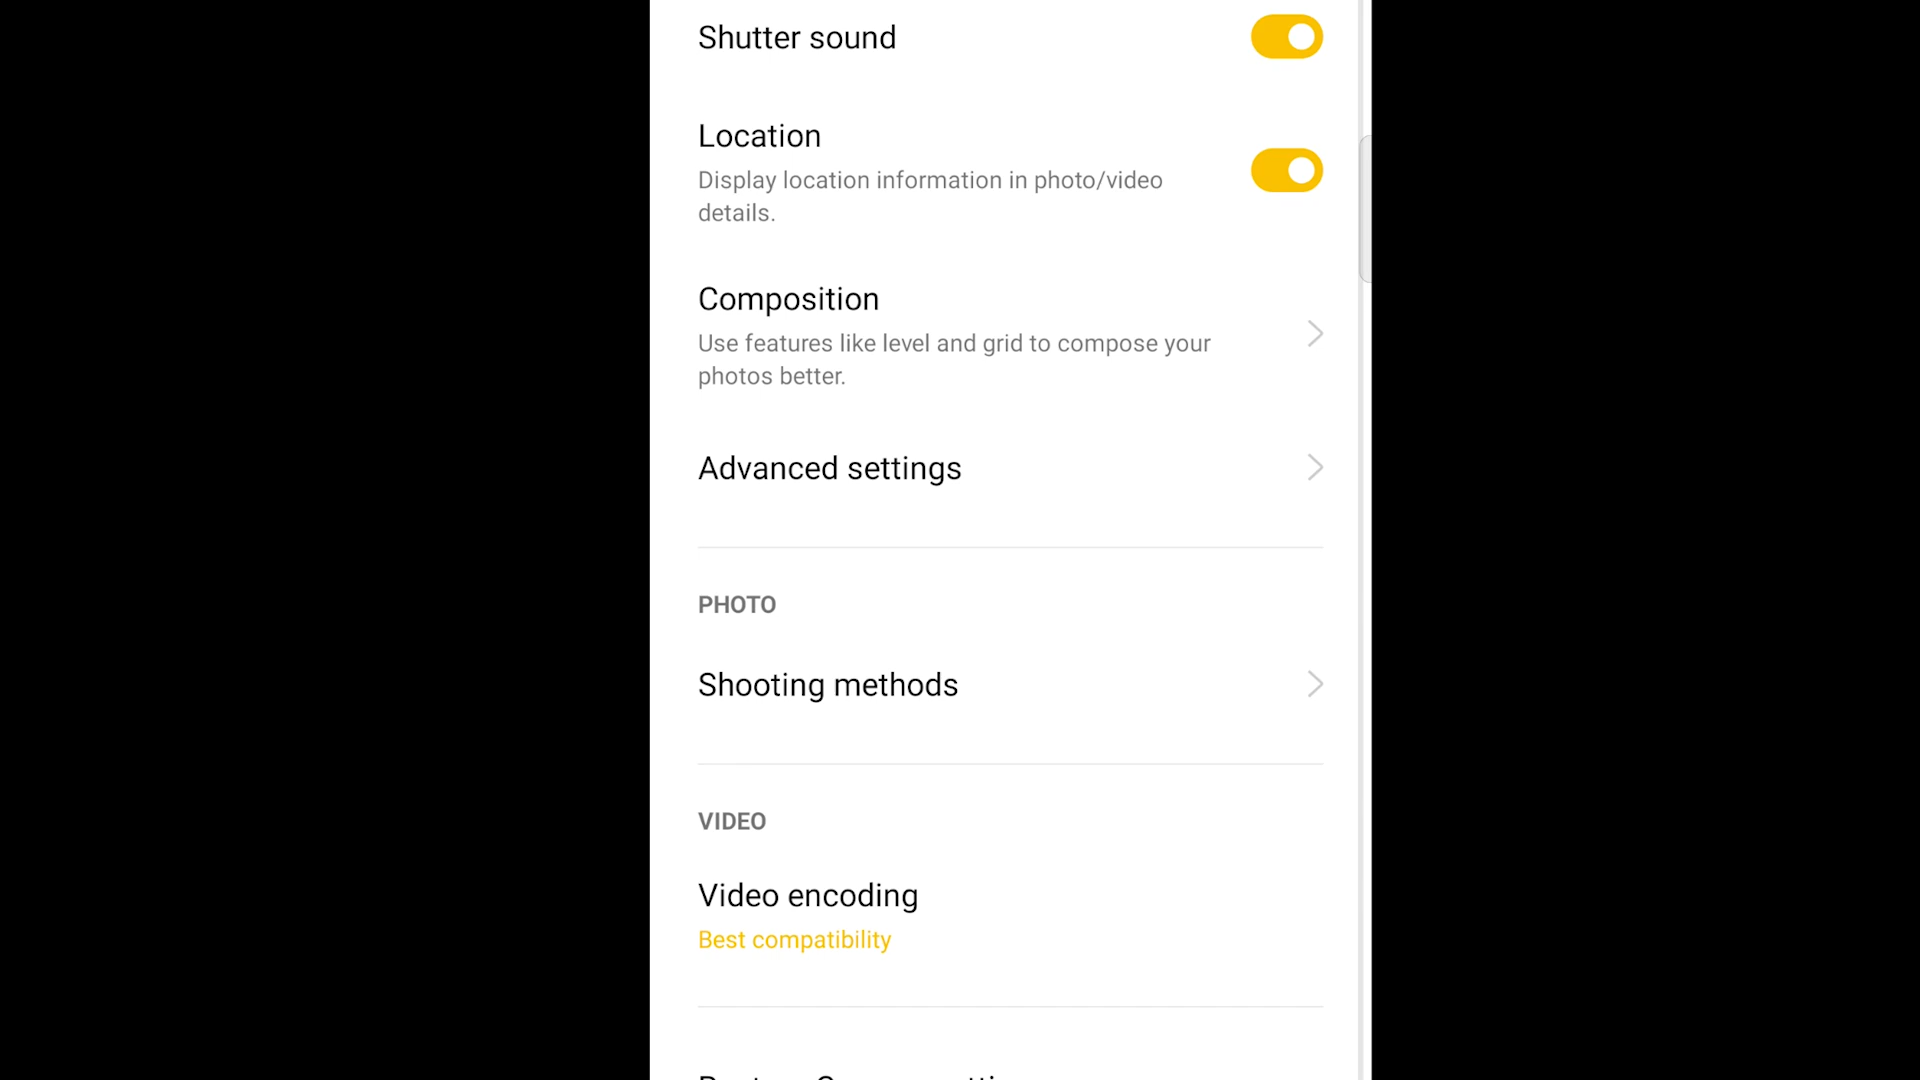 Shutter sound
Location
Display location information in photo/video
details.
Composition
Use features like level and grid to compose your
photos better.
Advanced settings
PHOTO
Shooting methods
VIDEO
Video encoding
Best compatibility